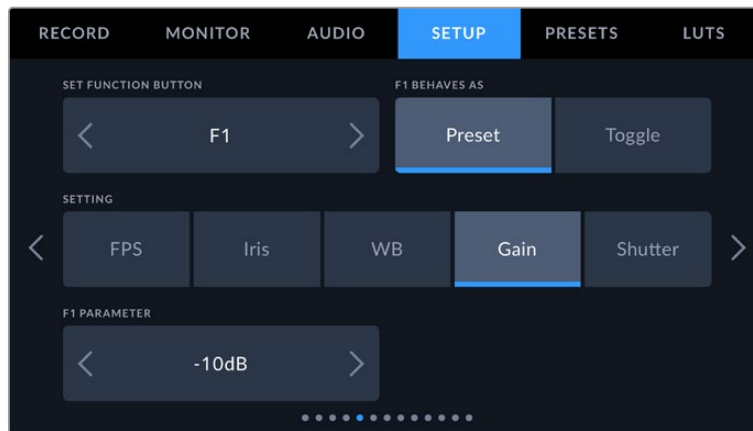 RECORD MONITOR AUDIO SETUP PRESETS LUTS
SET FUNCTION BUTTON F1 BEHAVES AS
F1 Preset Toggle
SETTING
FPS Iris WB Gain Shutter
F1 PARAMETER
-10dB